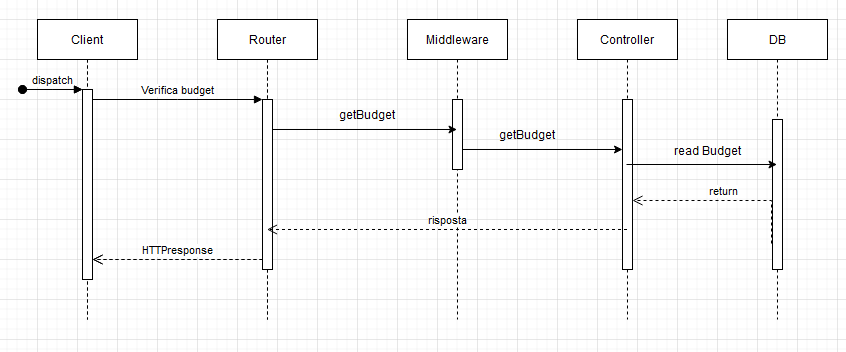 Client
Router
Middleware
Controller
DB
dispatch
Verifica budget
getBudget
getBudget
read Budget
return
risposta
HTTPresponse